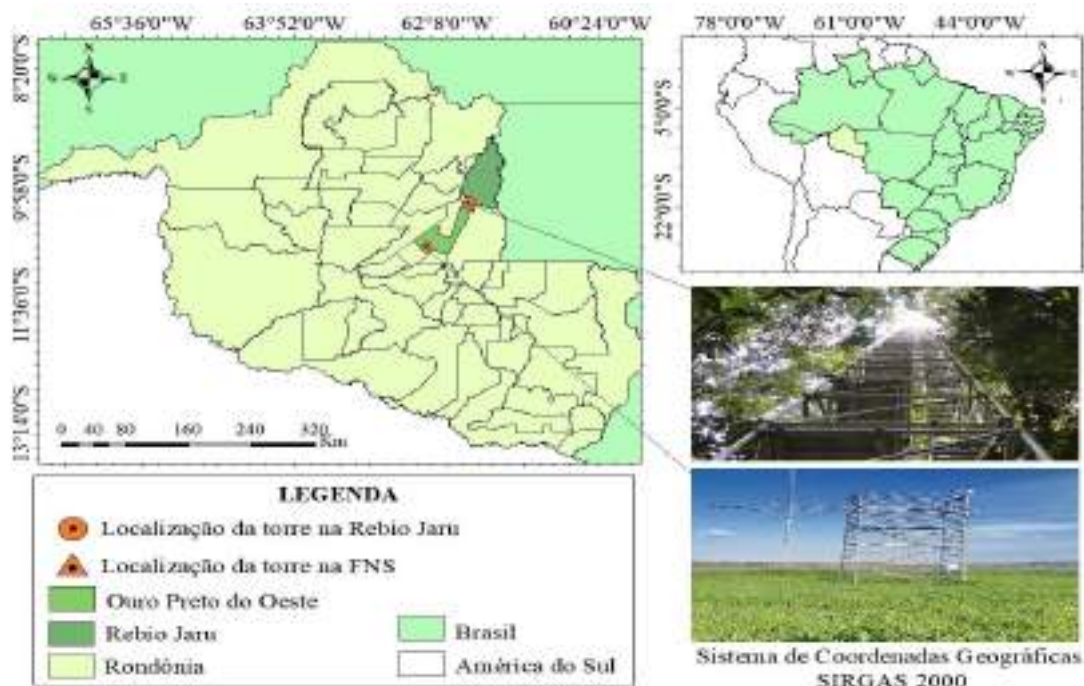 65°36'0"W 63°52'0"W 62°8'0"W 60°24'0"W
78°0'0"W 61°0'0"W 44°0'0"W
8°20'0"S
9°58'0"S
11°36'0"S
13°14'0"S
5°0'0"S
22°0'0"S
N
E
S
W
N
E
W
0 40 80 160 240 320
Km
LEGENDA
Localização da torre na Rebio Jaru
Localização da torre na FNS
Ouro Preto do Oeste
Rebio Jaru
Rondônia
Brasil
América do Sul
Sistema de Coordenadas Geográficas
SIRGAS 2000